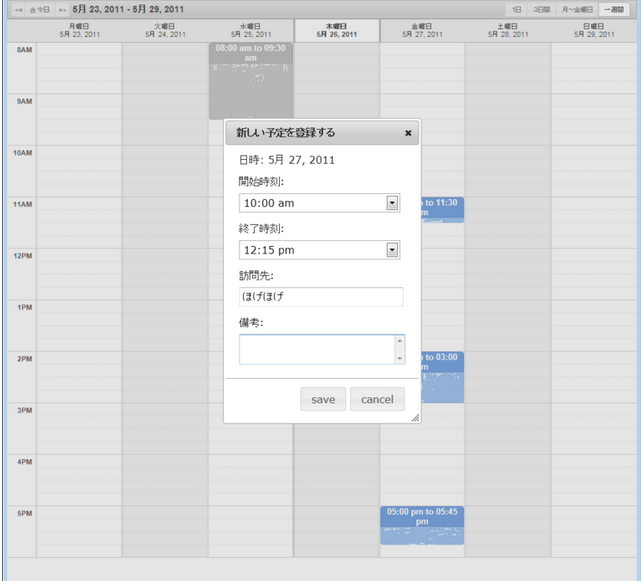 今日
5月 23, 2011 - 5月 29, 2011
1日
3日間
月〜金曜日
一週間
月曜日
5月 23, 2011
火曜日
5月 24, 2011
水曜日
5月 25, 2011
木曜日
5月 26, 2011
金曜日
5月 27, 2011
土曜日
5月 28, 2011
日曜日
5月 29, 2011
8AM
08:00 am to 09:30
am
9AM
新しい予定を登録する
10AM
日時: 5月 27, 2011
開始時刻:
10:00 am
11AM
to 11:30
終了時刻:
12:15 pm
12PM
訪問先:
ほげほげ
1PM
備考:
2PM
to 03:00
save
cancel
3PM
4PM
5PM
05:00 pm to 05:45
pm